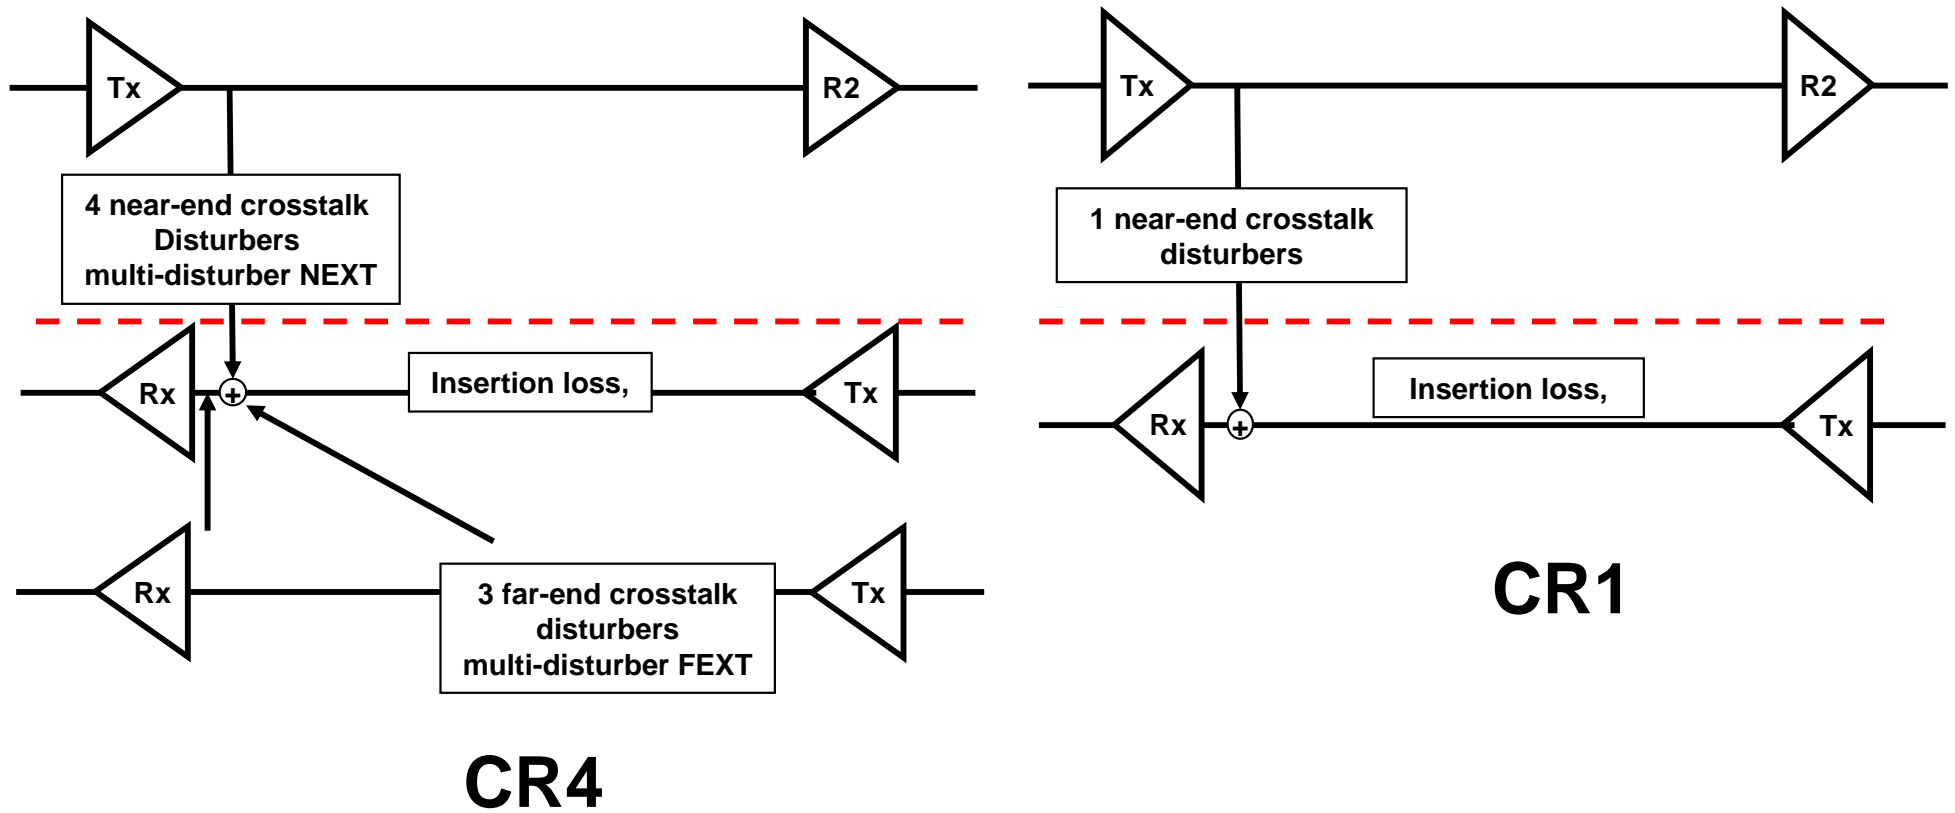 Tx
R2
4 near-end crosstalk
Disturbers
multi-disturber NEXT
Rx
+
Insertion loss,
Tx
Rx
3 far-end crosstalk
disturbers
multi-disturber FEXT
Tx
CR4
Tx
R2
1 near-end crosstalk
disturbers
Rx
+
Insertion loss,
Tx
CR1